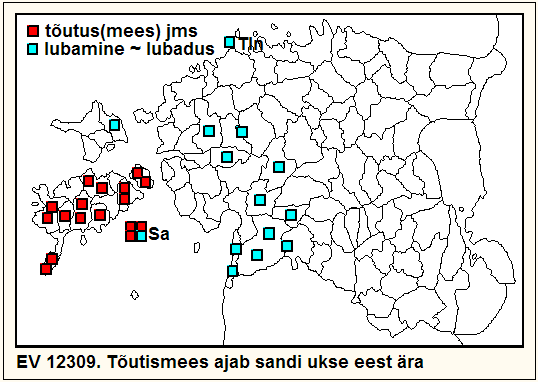 tõutus(mees) jms
lubamine ~ lubadus
Tln
Sa
EV 12309. Tõutismees ajab sandi ukse eest ära